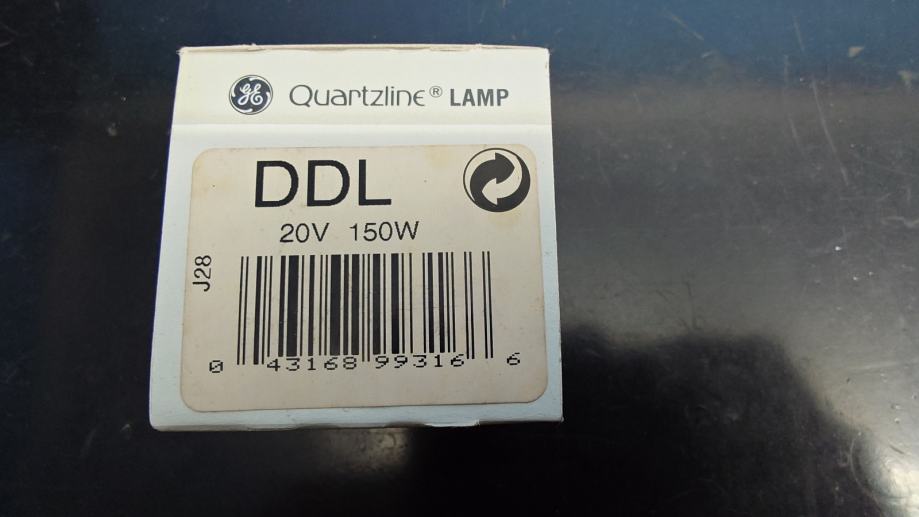 GE Quartzline® LAMP
DDL
20V 150W
J28
0 43168 99316 6